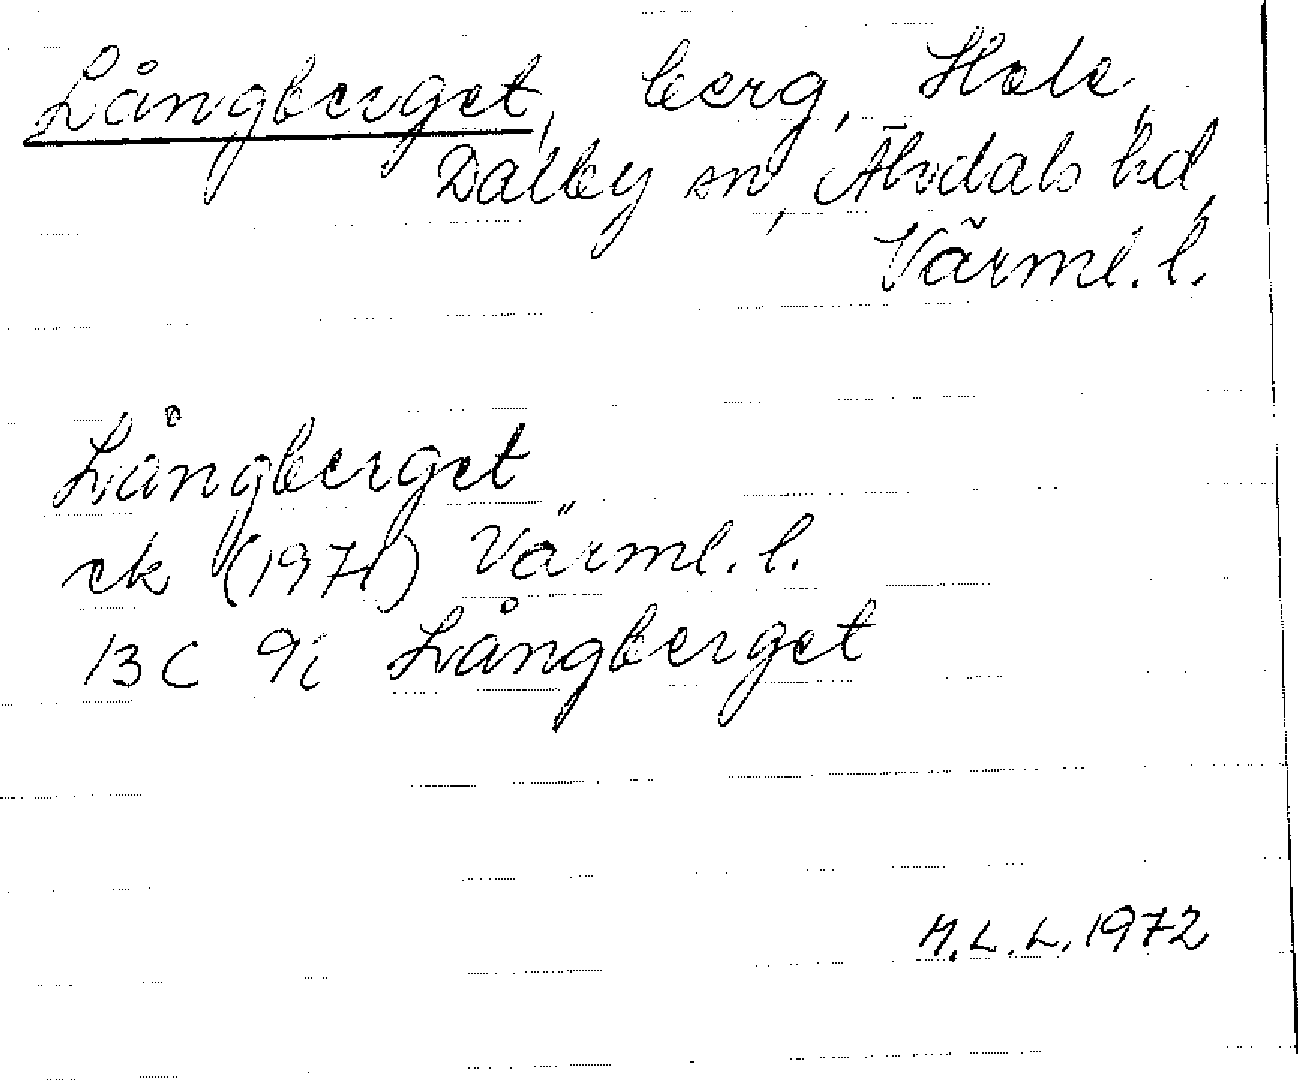 Långberget, berg, Hole,
Dalby sn, Älvdals hd,
Värml. l.
Långberget
ek (1971) Värml. l.
13C 9i Långberget
M.L.L. 1972